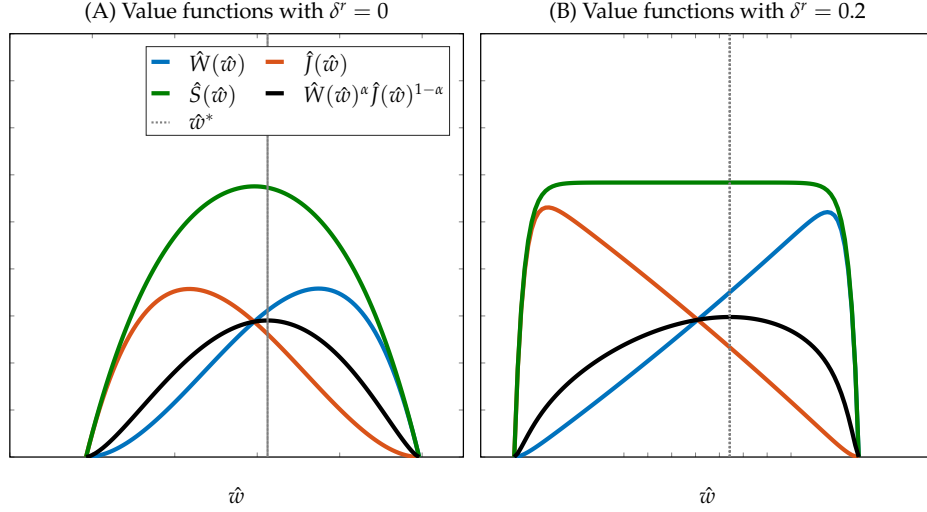 (A) Value functions with δ^r = 0
(B) Value functions with δ^r = 0.2
Ŵ(ŵ) Ĵ(ŵ)
Ŝ(ŵ) Ŵ(ŵ)^α Ĵ(ŵ)^{1−α}
ŵ*
ŵ
ŵ